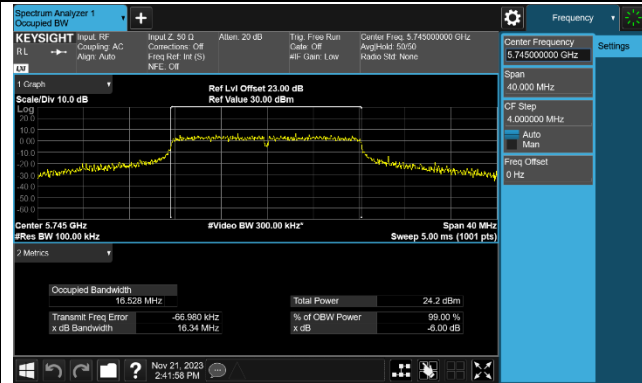 Spectrum Analyzer 1
Occupied BW
+
Frequency
KEYSIGHT
RL
LXI
Input: RF
Coupling: AC
Align: Auto
Input Z: 50 Ω
Corrections: Off
Freq Ref: Int (S)
NFE: Off
Atten: 20 dB
Trig: Free Run
Gate: Off
#IF Gain: Low
Center Freq: 5.745000000 GHz
Avg|Hold: 50/50
Radio Std: None
Center Frequency
5.745000000 GHz
Settings
Span
40.000 MHz
CF Step
4.000000 MHz
Auto
Man
Freq Offset
0 Hz
1 Graph
Scale/Div 10.0 dB
Ref Lvl Offset 23.00 dB
Ref Value 30.00 dBm
Log
20.0
10.0
0.00
-10.0
-20.0
-30.0
-40.0
-50.0
-60.0
Center 5.745 GHz
#Res BW 100.00 kHz
#Video BW 300.00 kHz*
Span 40 MHz
Sweep 5.00 ms (1001 pts)
2 Metrics
Occupied Bandwidth
16.528 MHz
Total Power 24.2 dBm
Transmit Freq Error -66.980 kHz
% of OBW Power 99.00 %
x dB Bandwidth 16.34 MHz
x dB -6.00 dB
?
Nov 21, 2023
2:41:58 PM